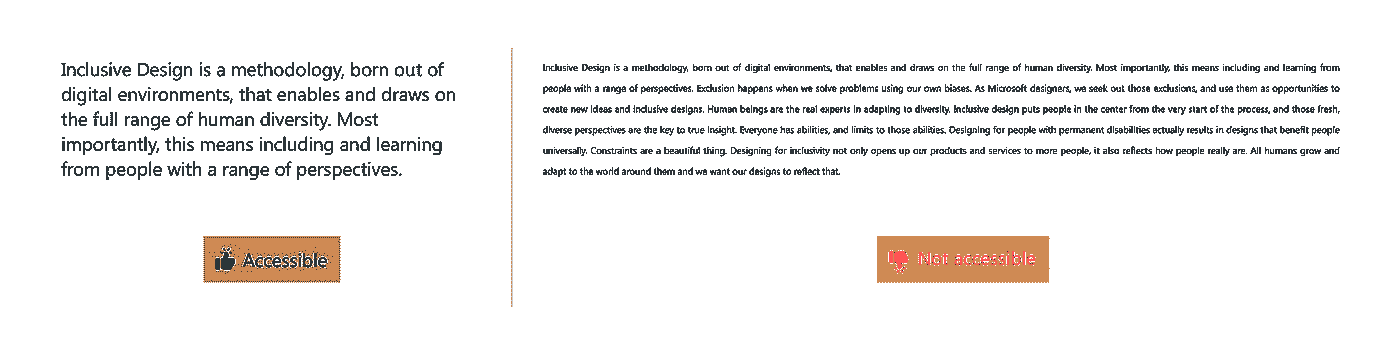 Inclusive Design is a methodology, born out of
digital environments, that enables and draws on
the full range of human diversity. Most
importantly, this means including and learning
from people with a range of perspectives.
Accessible
Inclusive Design is a methodology, born out of digital environments, that enables and draws on the full range of human diversity. Most importantly, this means including and learning from
people with a range of perspectives. Exclusion happens when we solve problems using our own biases. As Microsoft designers, we seek out those exclusions, and use them as opportunities to
create new ideas and inclusive designs. Human beings are the real experts in adapting to diversity. Inclusive design puts people in the center from the very start of the process, and those fresh,
diverse perspectives are the key to true insight. Everyone has abilities, and limits to those abilities. Designing for people with permanent disabilities actually results in designs that benefit people
universally. Constraints are a beautiful thing. Designing for inclusivity not only opens up our products and services to more people, it also reflects how people really are. All humans grow and
adapt to the world around them and we want our designs to reflect that.
Not accessible